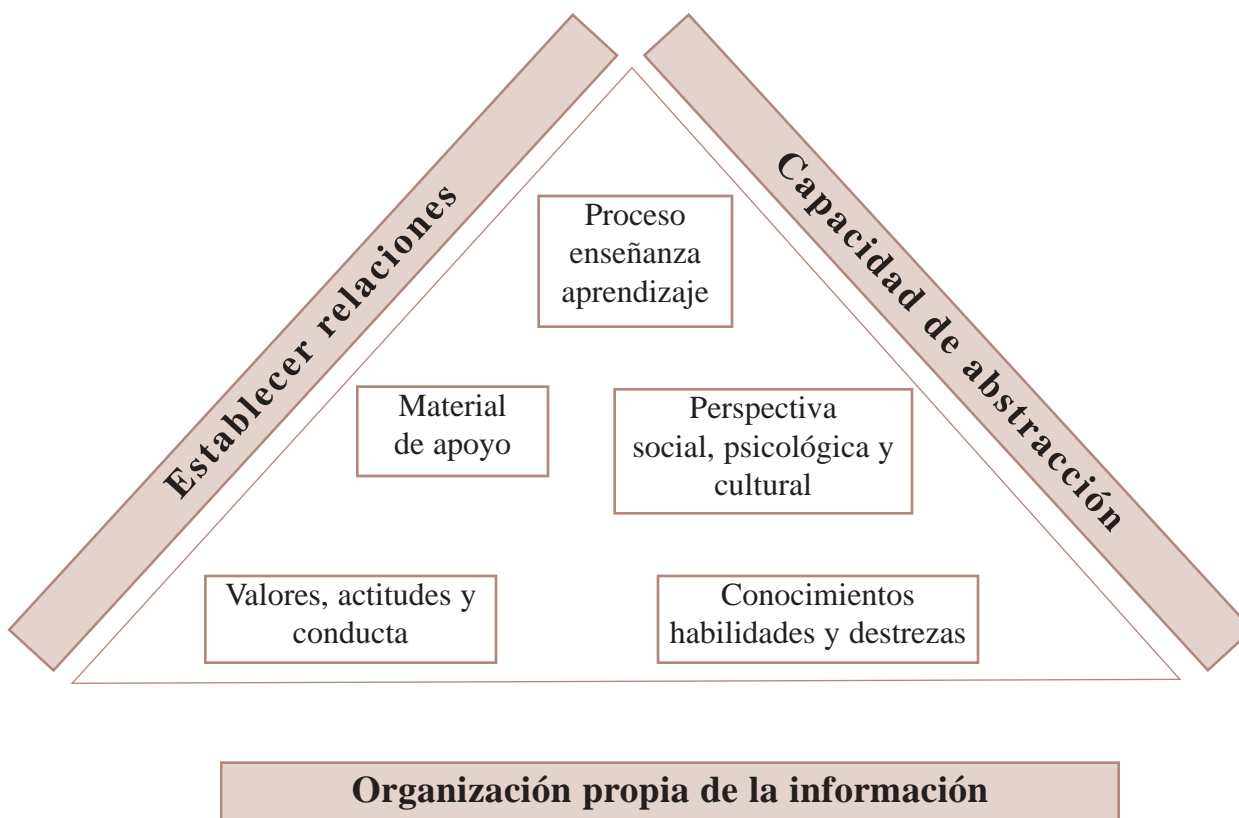 Establecer relaciones
Capacidad de abstracción
Proceso
enseñanza
aprendizaje
Material
de apoyo
Perspectiva
social, psicológica y
cultural
Valores, actitudes y
conducta
Conocimientos
habilidades y destrezas
Organización propia de la información